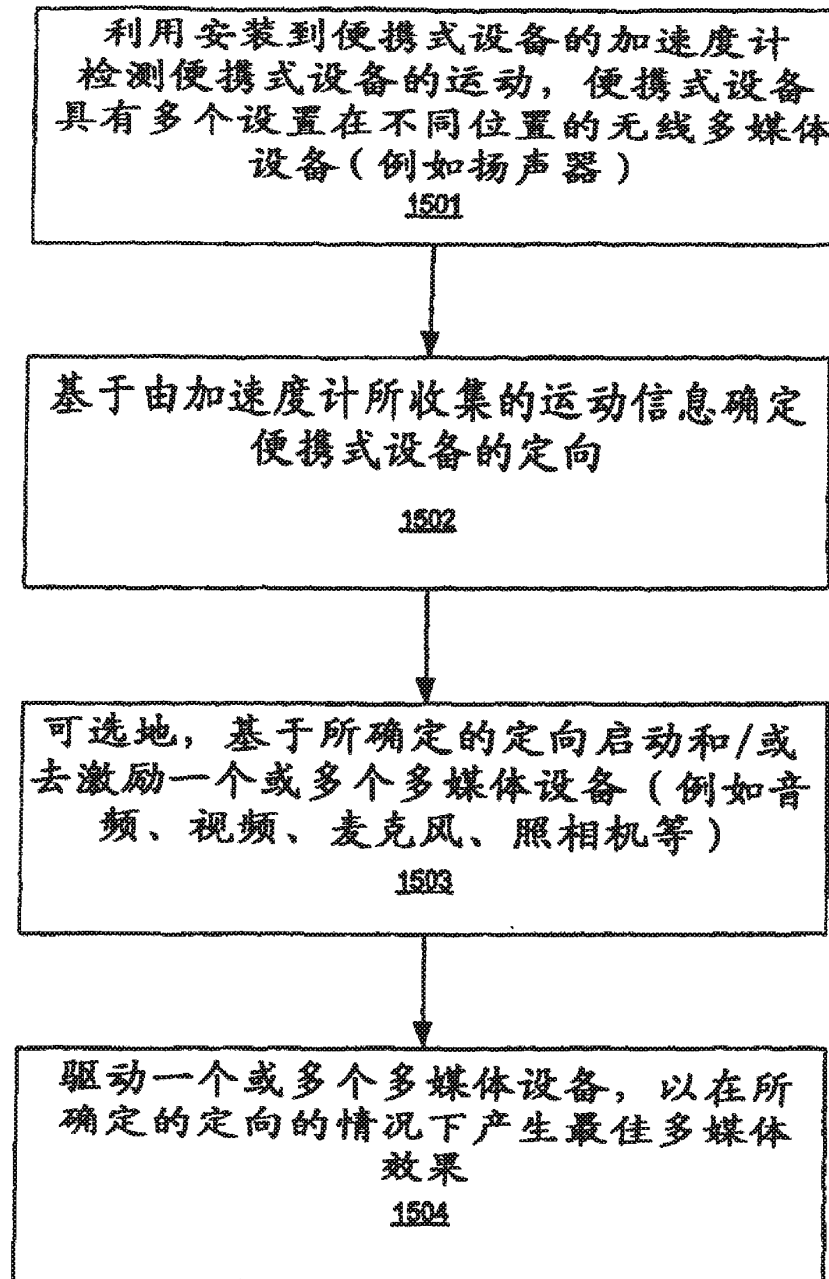 利用安装到便携式设备的加速度计
检测便携式设备的运动，便携式设备
具有多个设置在不同位置的无线多媒体
设备（例如扬声器）
1501
基于由加速度计所收集的运动信息确定
便携式设备的定向
1502
可选地，基于所确定的定向启动和/或
去激励一个或多个多媒体设备（例如音
频、视频、麦克风、照相机等）
1503
驱动一个或多个多媒体设备，以在所
确定的定向的情况下产生最佳多媒体
效果
1504